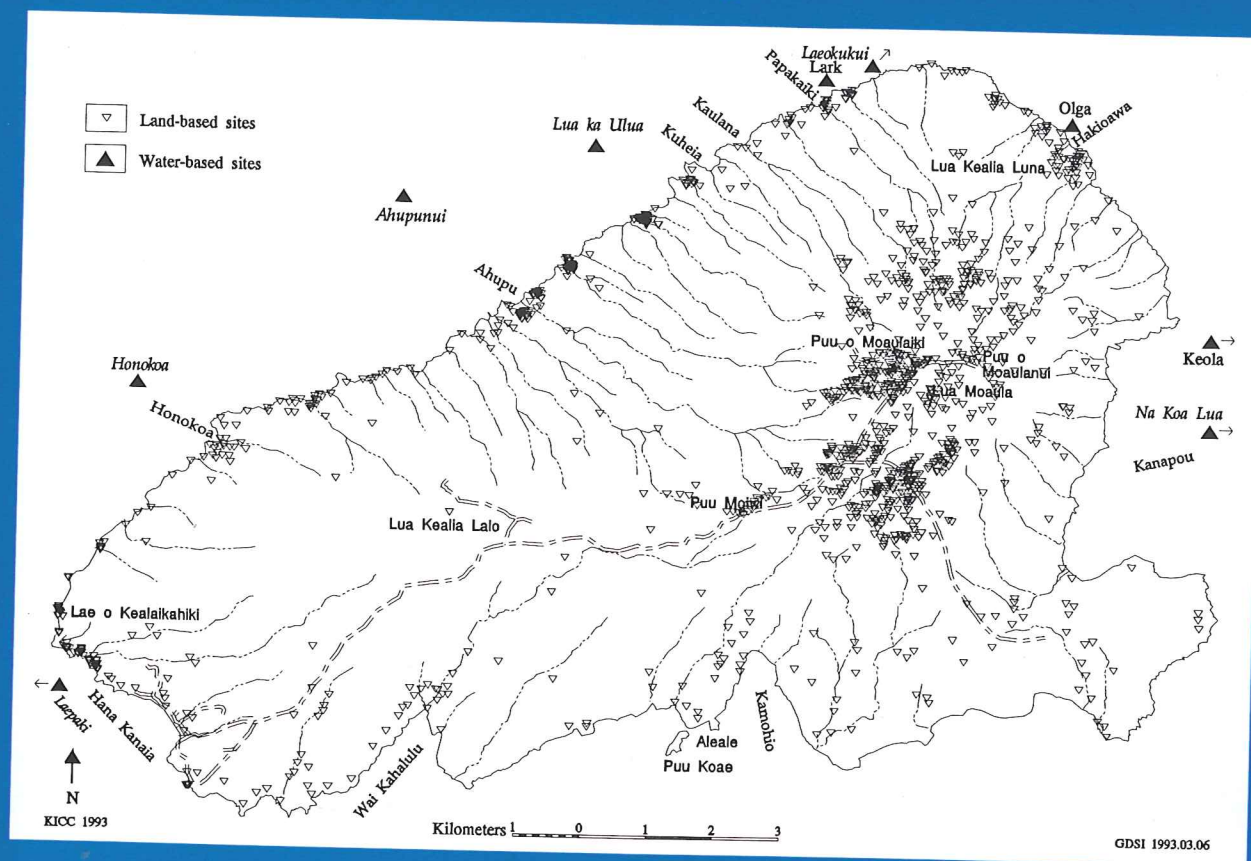 Land-based sites
Water-based sites
Laeokukui
Lark
Papakaiki
Olga
Hakioawa
Lua ka Ulua
Kaulana
Kuheia
Lua Kealia Luna
Ahupunui
Ahupu
Puu o Moaulaiki
Puu o
Moaulanui
Lua Moaula
Keola
Honokoa
Honokoa
Na Koa Lua
Kanapou
Puu Moiwi
Lua Kealia Lalo
Lae o Kealaikahiki
Laepaki
Hana Kanaia
Wai Kahalulu
Kamohio
Aleale
Puu Koae
N
KICC 1993
Kilometers 1 0 1 2 3
GDSI 1993.03.06